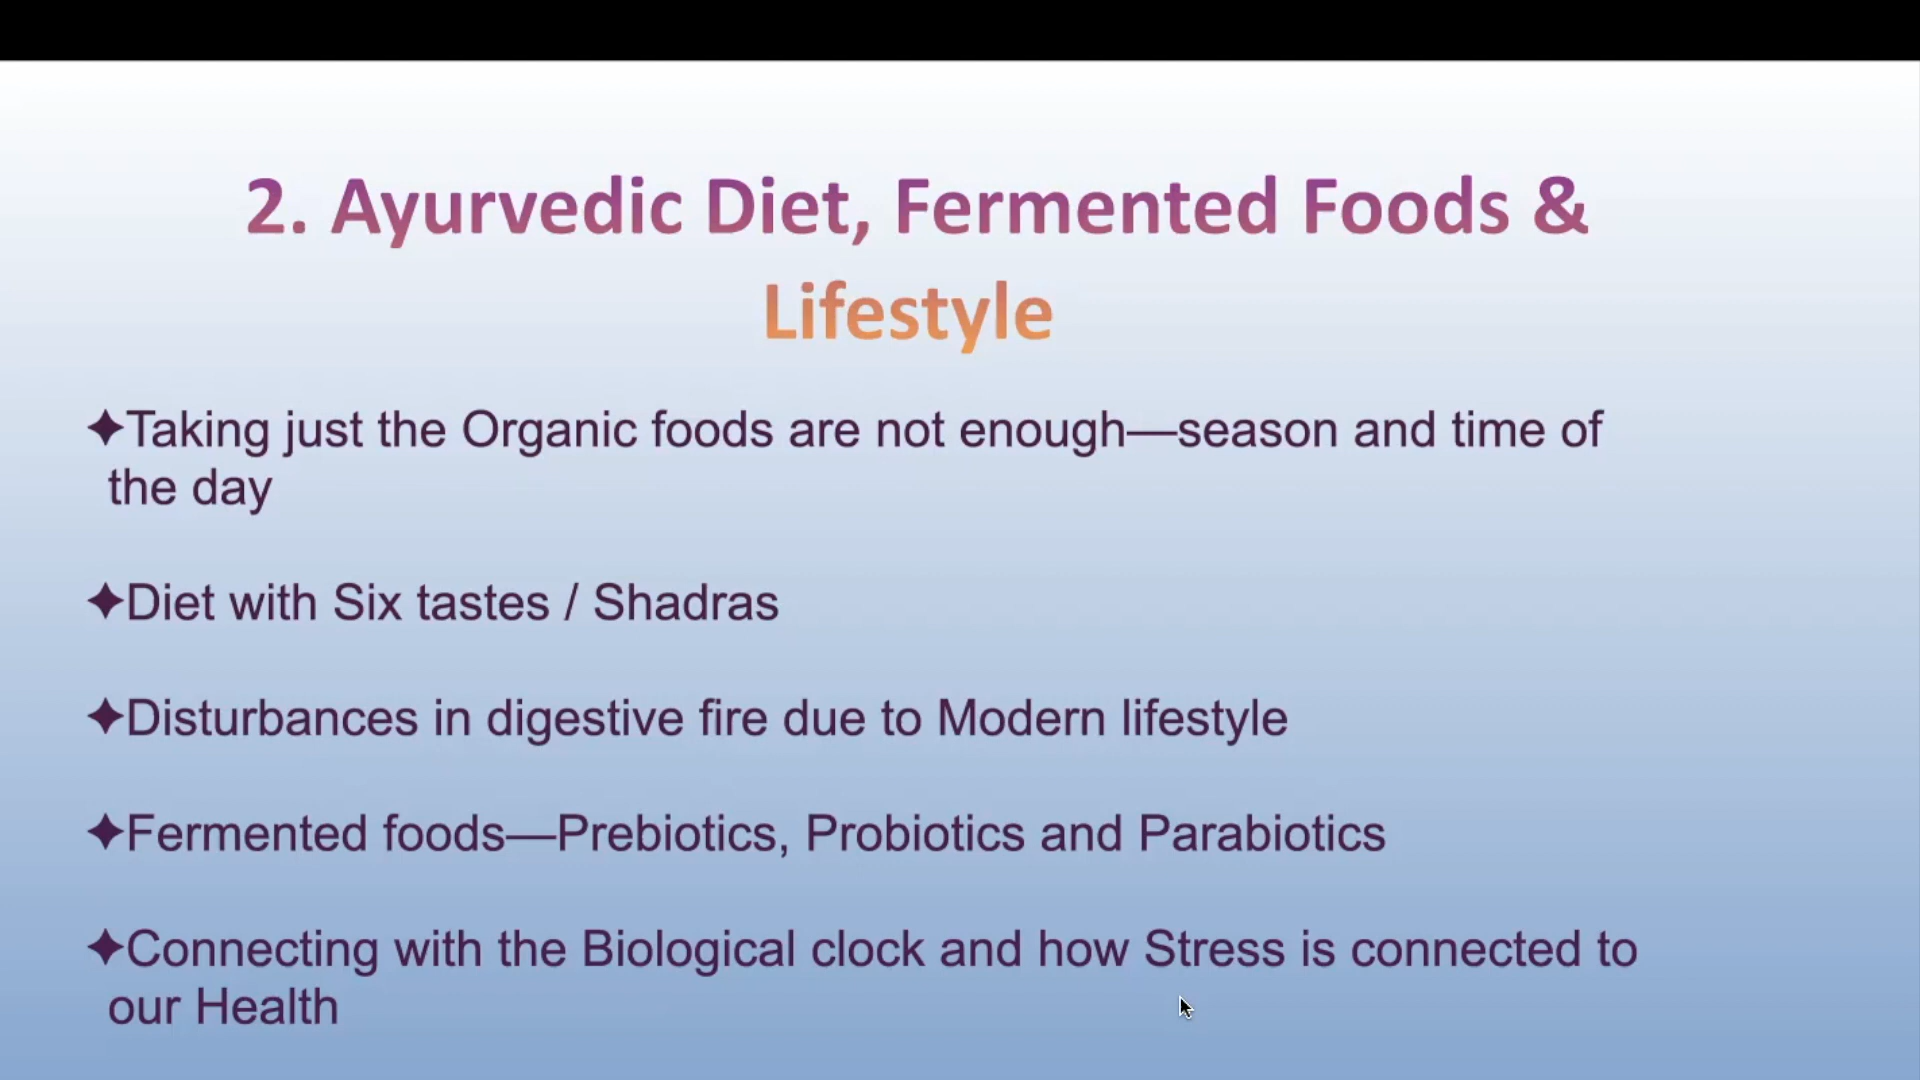 2. Ayurvedic Diet, Fermented Foods &
Lifestyle
✦Taking just the Organic foods are not enough—season and time of
the day
✦Diet with Six tastes / Shadras
✦Disturbances in digestive fire due to Modern lifestyle
✦Fermented foods—Prebiotics, Probiotics and Parabiotics
✦Connecting with the Biological clock and how Stress is connected to
our Health